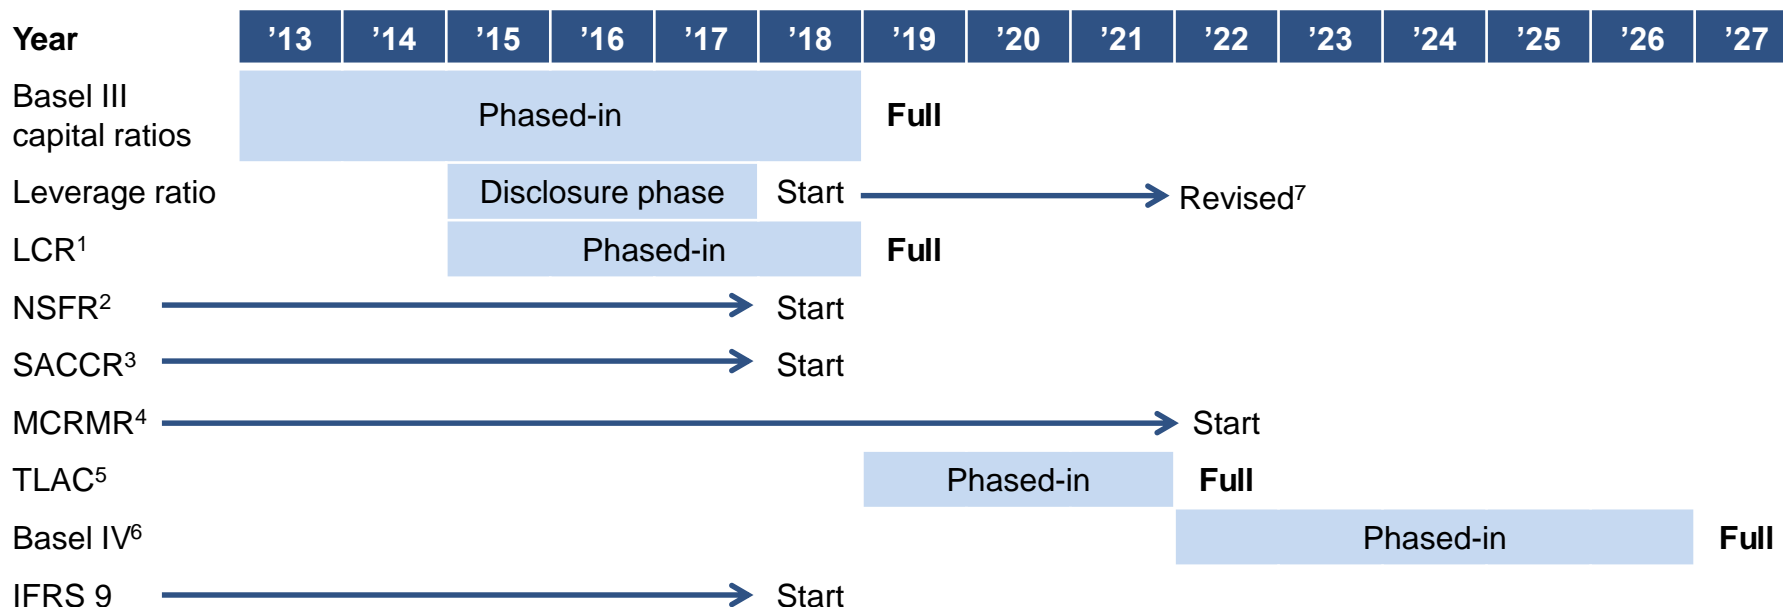 Year ’13 ’14 ’15 ’16 ’17 ’18 ’19 ’20 ’21 ’22 ’23 ’24 ’25 ’26 ’27
Basel III
capital ratios Phased-in Full
Leverage ratio Disclosure phase Start Revised⁷
LCR¹ Phased-in Full
NSFR² Start
SACCR³ Start
MCRMR⁴ Start
TLAC⁵ Phased-in Full
Basel IV⁶ Phased-in Full
IFRS 9 Start